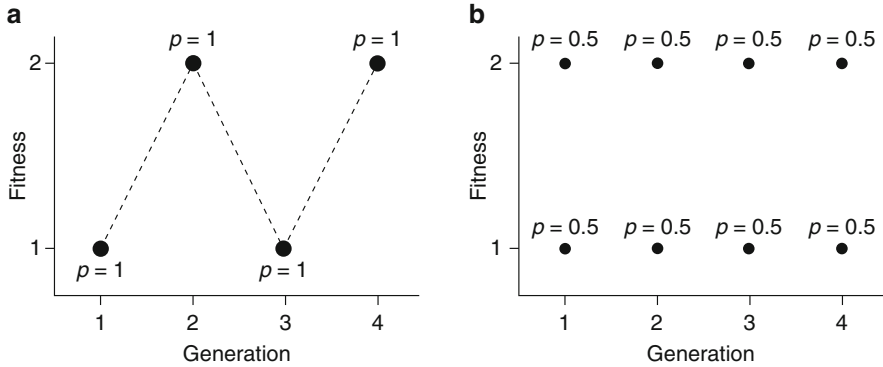 a
p = 1 p = 1
2
Fitness
1
p = 1 p = 1
1 2 3 4
Generation
b
p = 0.5 p = 0.5 p = 0.5 p = 0.5
2
Fitness
p = 0.5 p = 0.5 p = 0.5 p = 0.5
1
1 2 3 4
Generation